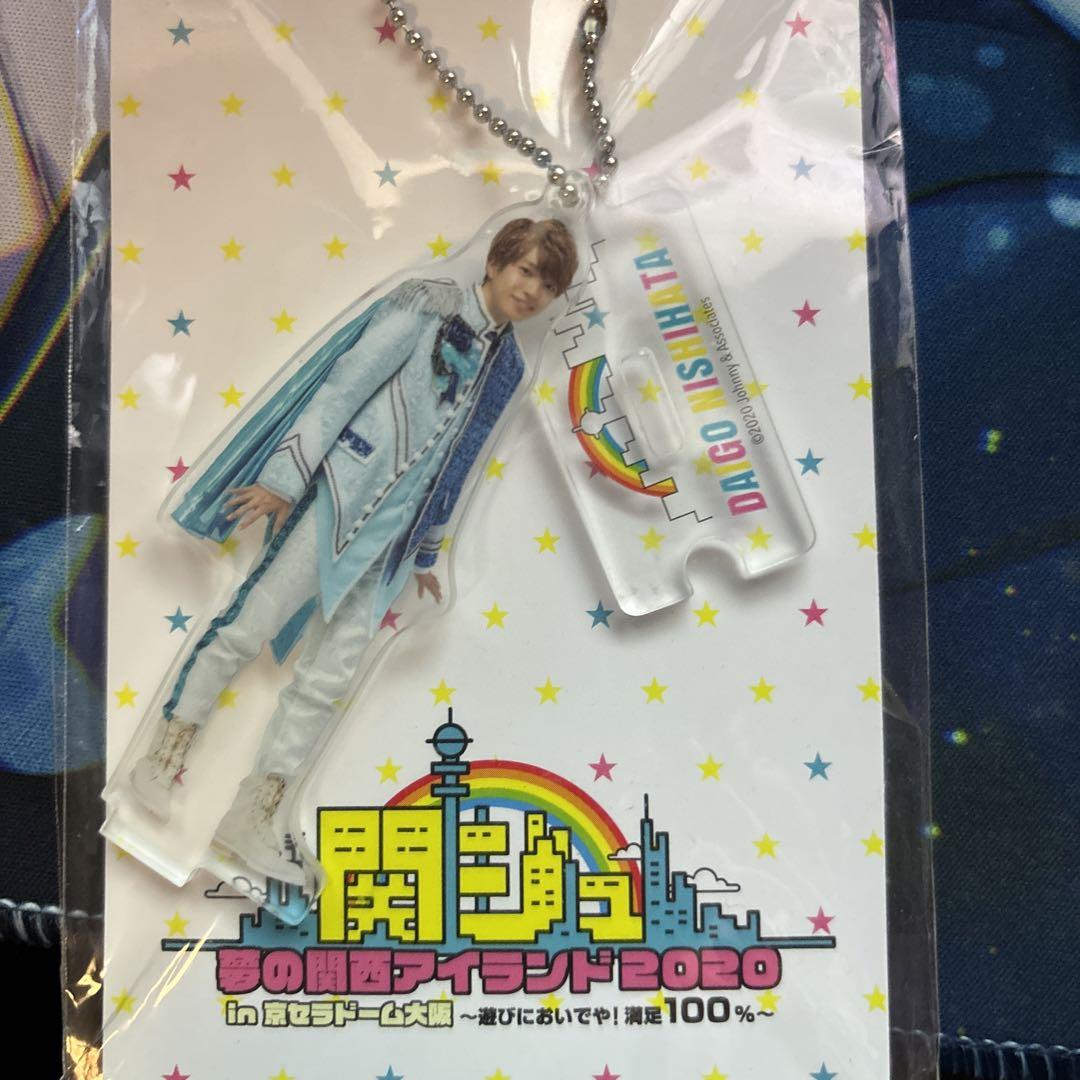 DAIGO NISHIHATA
©2020 Johnny & Associates
関ジュ
夢の関西アイランド2020
in 京セラドーム大阪 ～遊びにおいでや!満足100%～